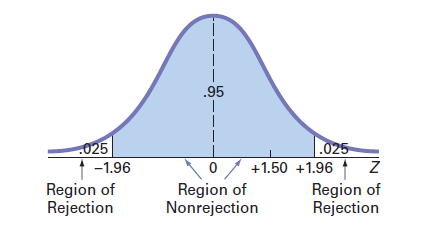 .95
.025 .025
–1.96 0 +1.50 +1.96 Z
Region of Region of Region of
Rejection Nonrejection Rejection